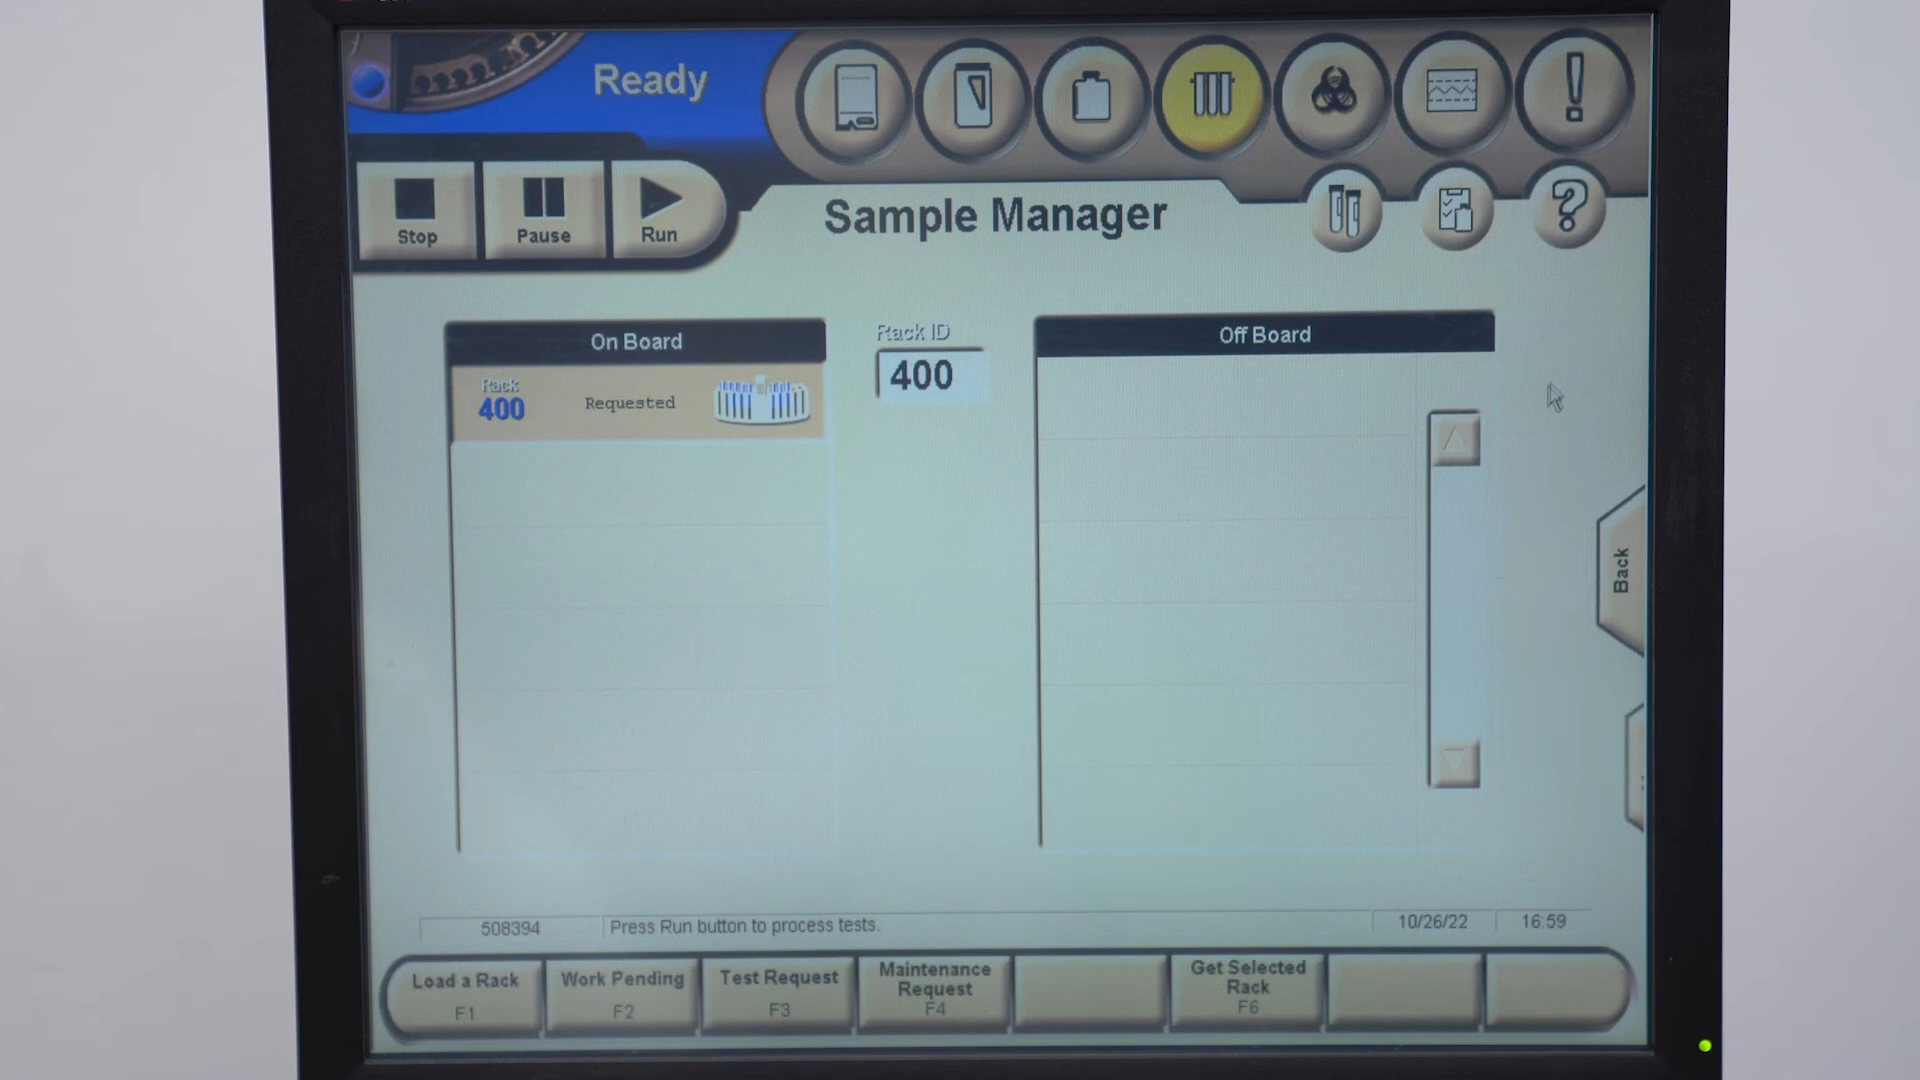 Ready
Stop
Pause
Run
Sample Manager
On Board
Rack
400
Requested
Rack ID
400
Off Board
Back
508394
Press Run button to process tests.
10/26/22
16:59
Load a Rack
F1
Work Pending
F2
Test Request
F3
Maintenance
Request
F4
Get Selected
Rack
F6